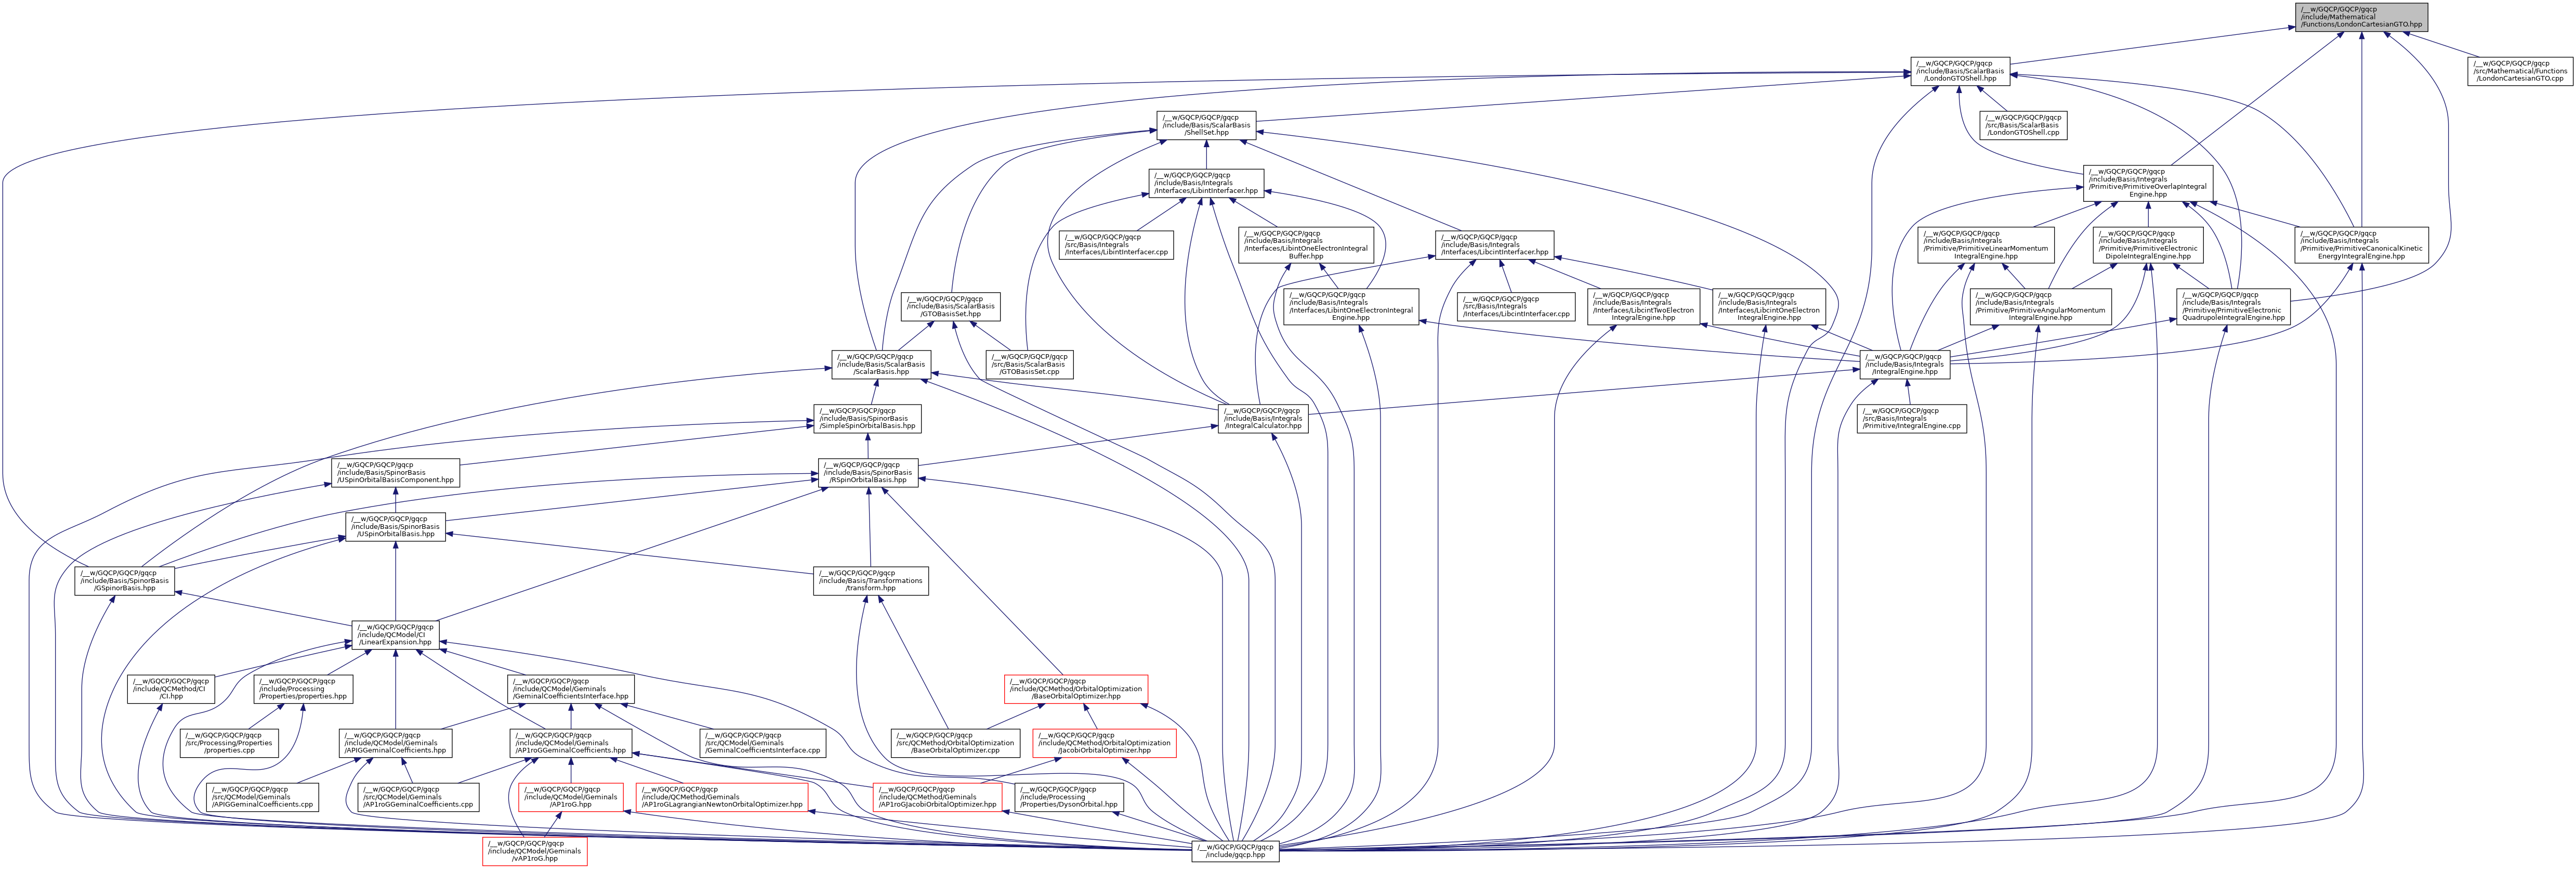 /__w/GQCP/GQCP/gqcp
/include/Mathematical
/Functions/LondonCartesianGTO.hpp
/__w/GQCP/GQCP/gqcp
/include/Basis/ScalarBasis
/LondonGTOShell.hpp
/__w/GQCP/GQCP/gqcp
/src/Mathematical/Functions
/LondonCartesianGTO.cpp
/__w/GQCP/GQCP/gqcp
/include/Basis/ScalarBasis
/ShellSet.hpp
/__w/GQCP/GQCP/gqcp
/src/Basis/ScalarBasis
/LondonGTOShell.cpp
/__w/GQCP/GQCP/gqcp
/include/Basis/Integrals
/Interfaces/LibintInterfacer.hpp
/__w/GQCP/GQCP/gqcp
/include/Basis/Integrals
/Primitive/PrimitiveOverlapIntegral
Engine.hpp
/__w/GQCP/GQCP/gqcp
/src/Basis/Integrals
/Interfaces/LibintInterfacer.cpp
/__w/GQCP/GQCP/gqcp
/include/Basis/Integrals
/Interfaces/LibintOneElectronIntegral
Buffer.hpp
/__w/GQCP/GQCP/gqcp
/include/Basis/Integrals
/Interfaces/LibcintInterfacer.hpp
/__w/GQCP/GQCP/gqcp
/include/Basis/Integrals
/Primitive/PrimitiveLinearMomentum
IntegralEngine.hpp
/__w/GQCP/GQCP/gqcp
/include/Basis/Integrals
/Primitive/PrimitiveElectronic
DipoleIntegralEngine.hpp
/__w/GQCP/GQCP/gqcp
/include/Basis/Integrals
/Primitive/PrimitiveCanonicalKinetic
EnergyIntegralEngine.hpp
/__w/GQCP/GQCP/gqcp
/include/Basis/ScalarBasis
/GTOBasisSet.hpp
/__w/GQCP/GQCP/gqcp
/include/Basis/Integrals
/Interfaces/LibintOneElectronIntegral
Engine.hpp
/__w/GQCP/GQCP/gqcp
/src/Basis/Integrals
/Interfaces/LibcintInterfacer.cpp
/__w/GQCP/GQCP/gqcp
/include/Basis/Integrals
/Interfaces/LibcintTwoElectron
IntegralEngine.hpp
/__w/GQCP/GQCP/gqcp
/include/Basis/Integrals
/Interfaces/LibcintOneElectron
IntegralEngine.hpp
/__w/GQCP/GQCP/gqcp
/include/Basis/Integrals
/Primitive/PrimitiveAngularMomentum
IntegralEngine.hpp
/__w/GQCP/GQCP/gqcp
/include/Basis/Integrals
/Primitive/PrimitiveElectronic
QuadrupoleIntegralEngine.hpp
/__w/GQCP/GQCP/gqcp
/include/Basis/ScalarBasis
/ScalarBasis.hpp
/__w/GQCP/GQCP/gqcp
/src/Basis/ScalarBasis
/GTOBasisSet.cpp
/__w/GQCP/GQCP/gqcp
/include/Basis/Integrals
/IntegralEngine.hpp
/__w/GQCP/GQCP/gqcp
/include/Basis/SpinorBasis
/SimpleSpinOrbitalBasis.hpp
/__w/GQCP/GQCP/gqcp
/include/Basis/Integrals
/IntegralCalculator.hpp
/__w/GQCP/GQCP/gqcp
/src/Basis/Integrals
/Primitive/IntegralEngine.cpp
/__w/GQCP/GQCP/gqcp
/include/Basis/SpinorBasis
/USpinOrbitalBasisComponent.hpp
/__w/GQCP/GQCP/gqcp
/include/Basis/SpinorBasis
/RSpinOrbitalBasis.hpp
/__w/GQCP/GQCP/gqcp
/include/Basis/SpinorBasis
/USpinOrbitalBasis.hpp
/__w/GQCP/GQCP/gqcp
/include/Basis/SpinorBasis
/GSpinorBasis.hpp
/__w/GQCP/GQCP/gqcp
/include/Basis/Transformations
/transform.hpp
/__w/GQCP/GQCP/gqcp
/include/QCModel/CI
/LinearExpansion.hpp
/__w/GQCP/GQCP/gqcp
/include/QCMethod/CI
/CI.hpp
/__w/GQCP/GQCP/gqcp
/include/Processing
/Properties/properties.hpp
/__w/GQCP/GQCP/gqcp
/include/QCModel/Geminals
/GeminalCoefficientsInterface.hpp
/__w/GQCP/GQCP/gqcp
/include/QCMethod/OrbitalOptimization
/BaseOrbitalOptimizer.hpp
/__w/GQCP/GQCP/gqcp
/src/Processing/Properties
/properties.cpp
/__w/GQCP/GQCP/gqcp
/include/QCModel/Geminals
/APIGGeminalCoefficients.hpp
/__w/GQCP/GQCP/gqcp
/include/QCModel/Geminals
/AP1roGGeminalCoefficients.hpp
/__w/GQCP/GQCP/gqcp
/src/QCModel/Geminals
/GeminalCoefficientsInterface.cpp
/__w/GQCP/GQCP/gqcp
/src/QCMethod/OrbitalOptimization
/BaseOrbitalOptimizer.cpp
/__w/GQCP/GQCP/gqcp
/include/QCMethod/OrbitalOptimization
/JacobiOrbitalOptimizer.hpp
/__w/GQCP/GQCP/gqcp
/src/QCModel/Geminals
/APIGGeminalCoefficients.cpp
/__w/GQCP/GQCP/gqcp
/src/QCModel/Geminals
/AP1roGGeminalCoefficients.cpp
/__w/GQCP/GQCP/gqcp
/include/QCModel/Geminals
/AP1roG.hpp
/__w/GQCP/GQCP/gqcp
/include/QCMethod/Geminals
/AP1roGLagrangianNewtonOrbitalOptimizer.hpp
/__w/GQCP/GQCP/gqcp
/include/QCMethod/Geminals
/AP1roGJacobiOrbitalOptimizer.hpp
/__w/GQCP/GQCP/gqcp
/include/Processing
/Properties/DysonOrbital.hpp
/__w/GQCP/GQCP/gqcp
/include/QCModel/Geminals
/vAP1roG.hpp
/__w/GQCP/GQCP/gqcp
/include/gqcp.hpp